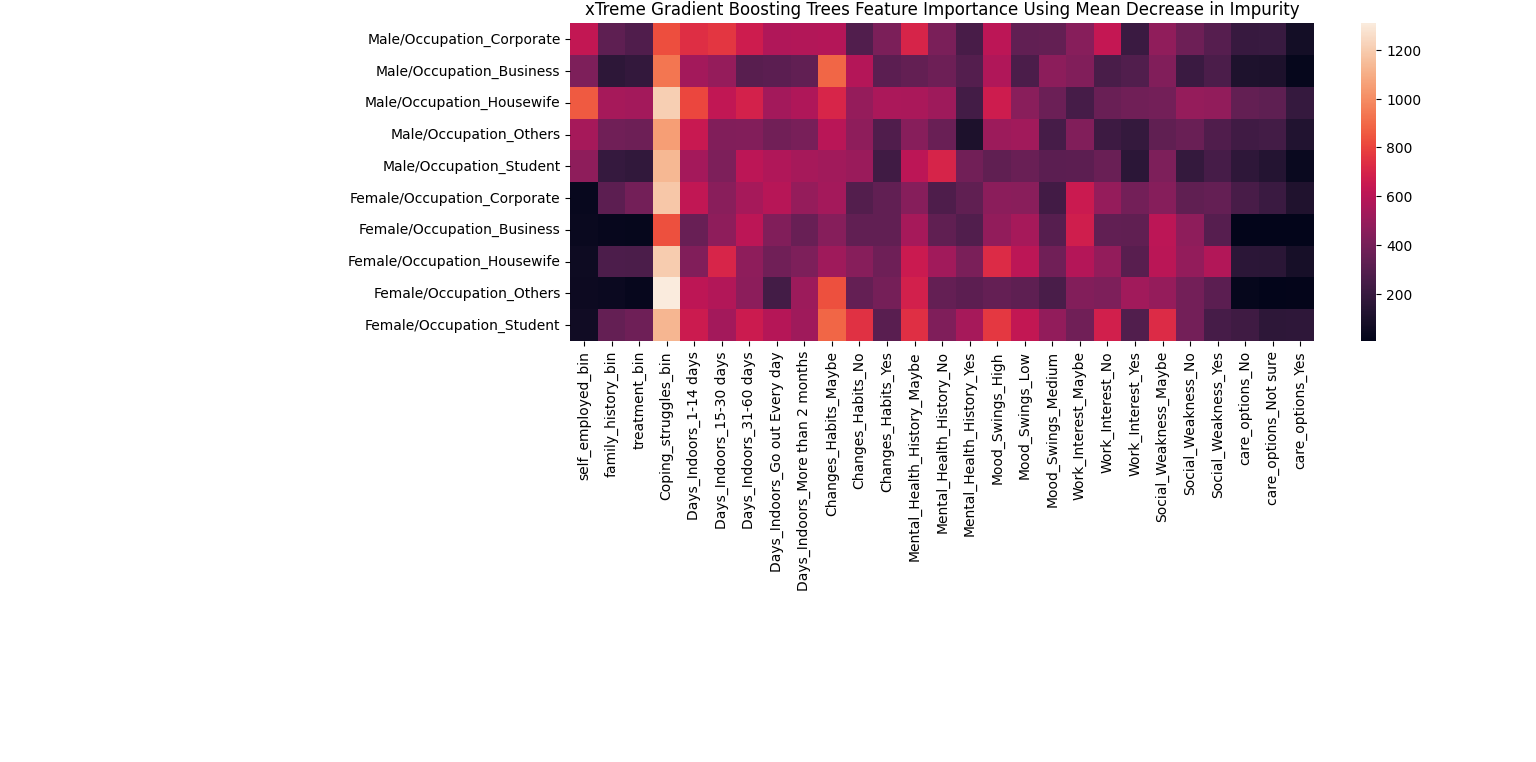 xTreme Gradient Boosting Trees Feature Importance Using Mean Decrease in Impurity
Male/Occupation_Corporate
Male/Occupation_Business
Male/Occupation_Housewife
Male/Occupation_Others
Male/Occupation_Student
Female/Occupation_Corporate
Female/Occupation_Business
Female/Occupation_Housewife
Female/Occupation_Others
Female/Occupation_Student
self_employed_bin
family_history_bin
treatment_bin
Coping_struggles_bin
Days_Indoors_1-14 days
Days_Indoors_15-30 days
Days_Indoors_31-60 days
Days_Indoors_Go out Every day
Days_Indoors_More than 2 months
Changes_Habits_Maybe
Changes_Habits_No
Changes_Habits_Yes
Mental_Health_History_Maybe
Mental_Health_History_No
Mental_Health_History_Yes
Mood_Swings_High
Mood_Swings_Low
Mood_Swings_Medium
Work_Interest_Maybe
Work_Interest_No
Work_Interest_Yes
Social_Weakness_Maybe
Social_Weakness_No
Social_Weakness_Yes
care_options_No
care_options_Not sure
care_options_Yes
1200
1000
800
600
400
200